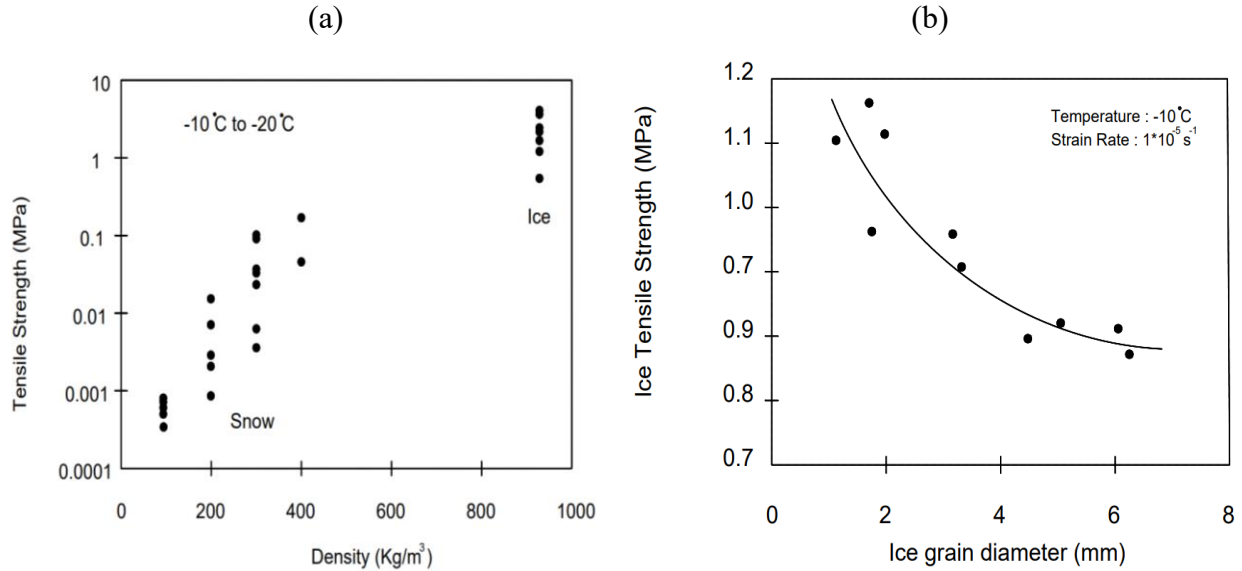 (a)
10
1
0.1
0.01
0.001
0.0001
Tensile Strength (MPa)
-10°C to -20°C
Ice
Snow
0 200 400 600 800 1000
Density (Kg/m³)
(b)
1.2
1.1
1.0
0.7
0.9
0.8
0.7
Ice Tensile Strength (MPa)
Temperature : -10°C
Strain Rate : 1*10⁻⁵ s⁻¹
0 2 4 6 8
Ice grain diameter (mm)